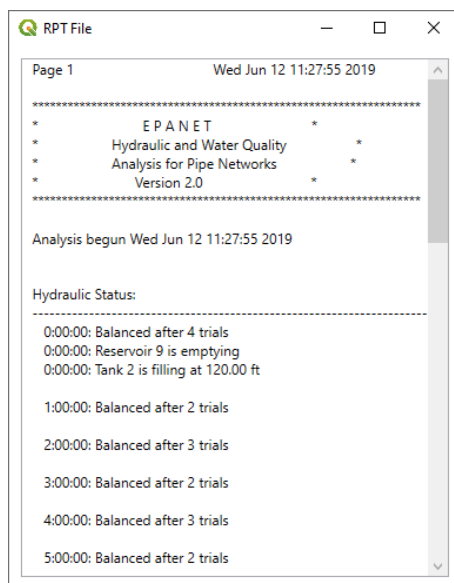 RPT File
Page 1 Wed Jun 12 11:27:55 2019
******************************************************************
* E P A N E T *
* Hydraulic and Water Quality *
* Analysis for Pipe Networks *
* Version 2.0 *
******************************************************************
Analysis begun Wed Jun 12 11:27:55 2019
Hydraulic Status:
-----------------------------------------------------------------------
0:00:00: Balanced after 4 trials
0:00:00: Reservoir 9 is emptying
0:00:00: Tank 2 is filling at 120.00 ft
1:00:00: Balanced after 2 trials
2:00:00: Balanced after 3 trials
3:00:00: Balanced after 2 trials
4:00:00: Balanced after 3 trials
5:00:00: Balanced after 2 trials